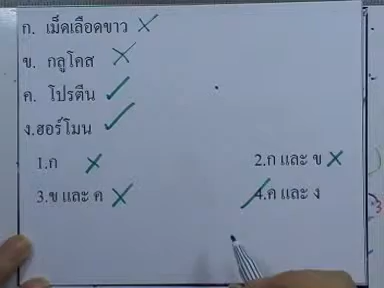 ก. เม็ดเลือดขาว
ข. กลูโคส
ค. โปรตีน
ง.ฮอร์โมน
1.ก 2.ก และ ข
3.ข และ ค 4.ค และ ง